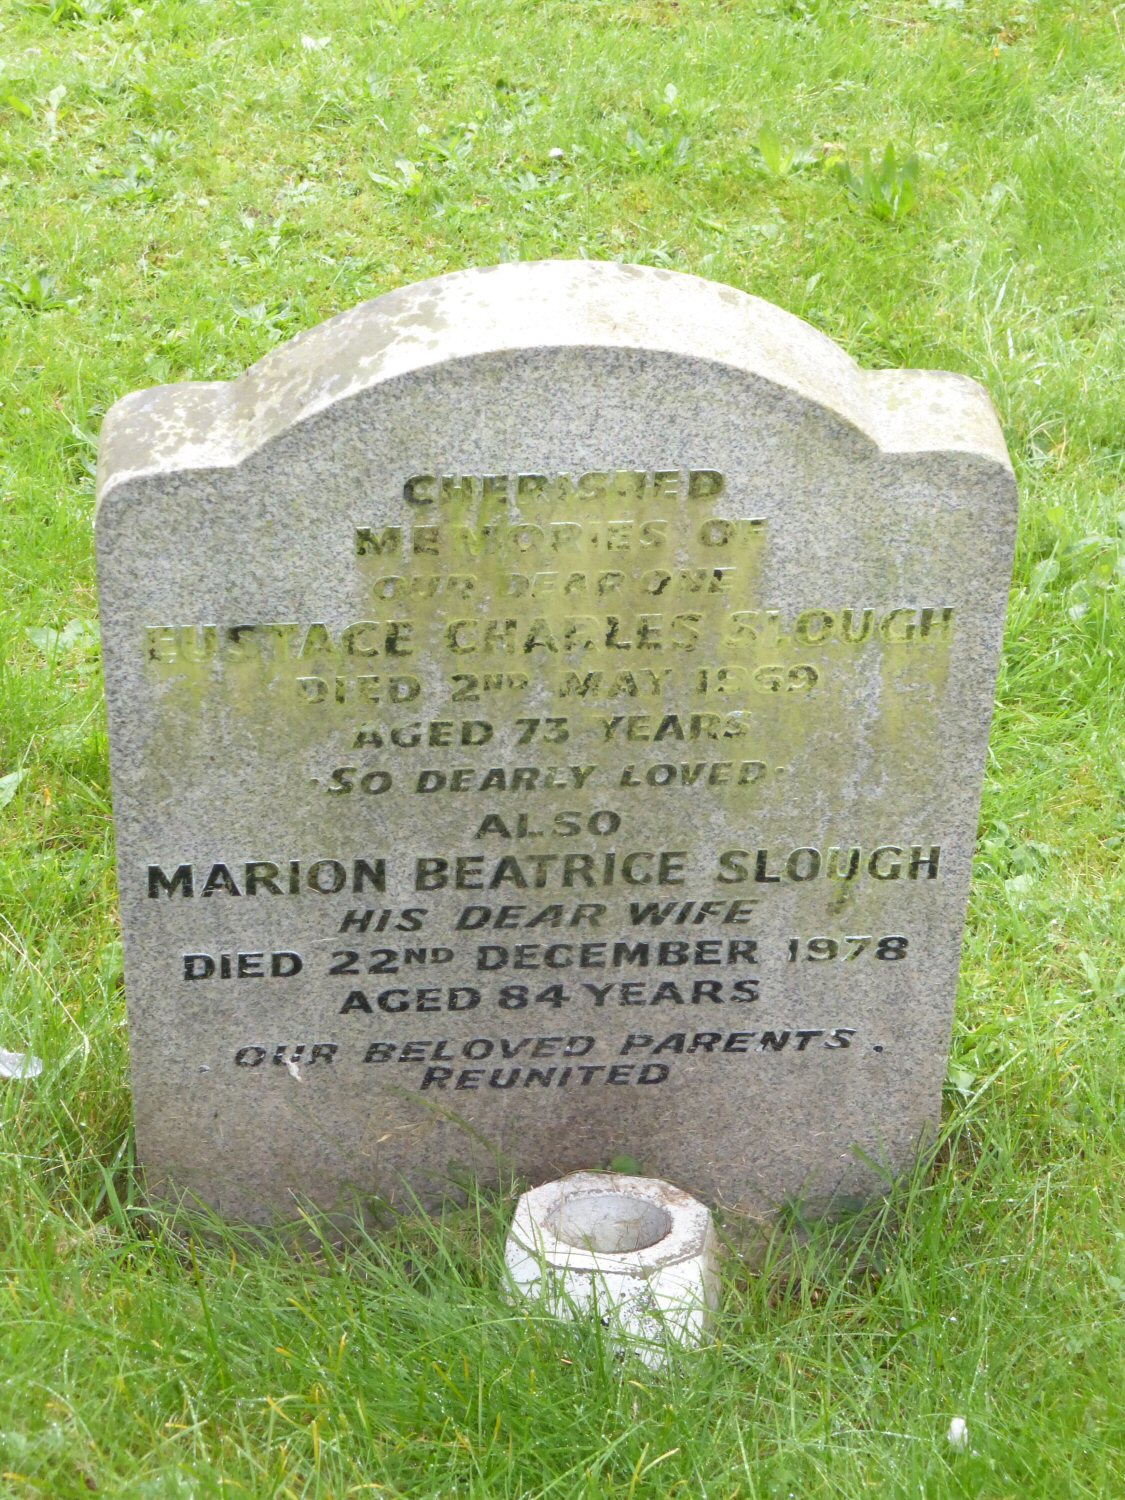 CHERISHED
MEMORIES OF
OUR DEAR ONE
EUSTACE CHARLES SLOUGH
DIED 2ND MAY 1969
AGED 73 YEARS
·SO DEARLY LOVED·
ALSO
MARION BEATRICE SLOUGH
HIS DEAR WIFE
DIED 22ND DECEMBER 1978
AGED 84 YEARS
. OUR BELOVED PARENTS .
REUNITED